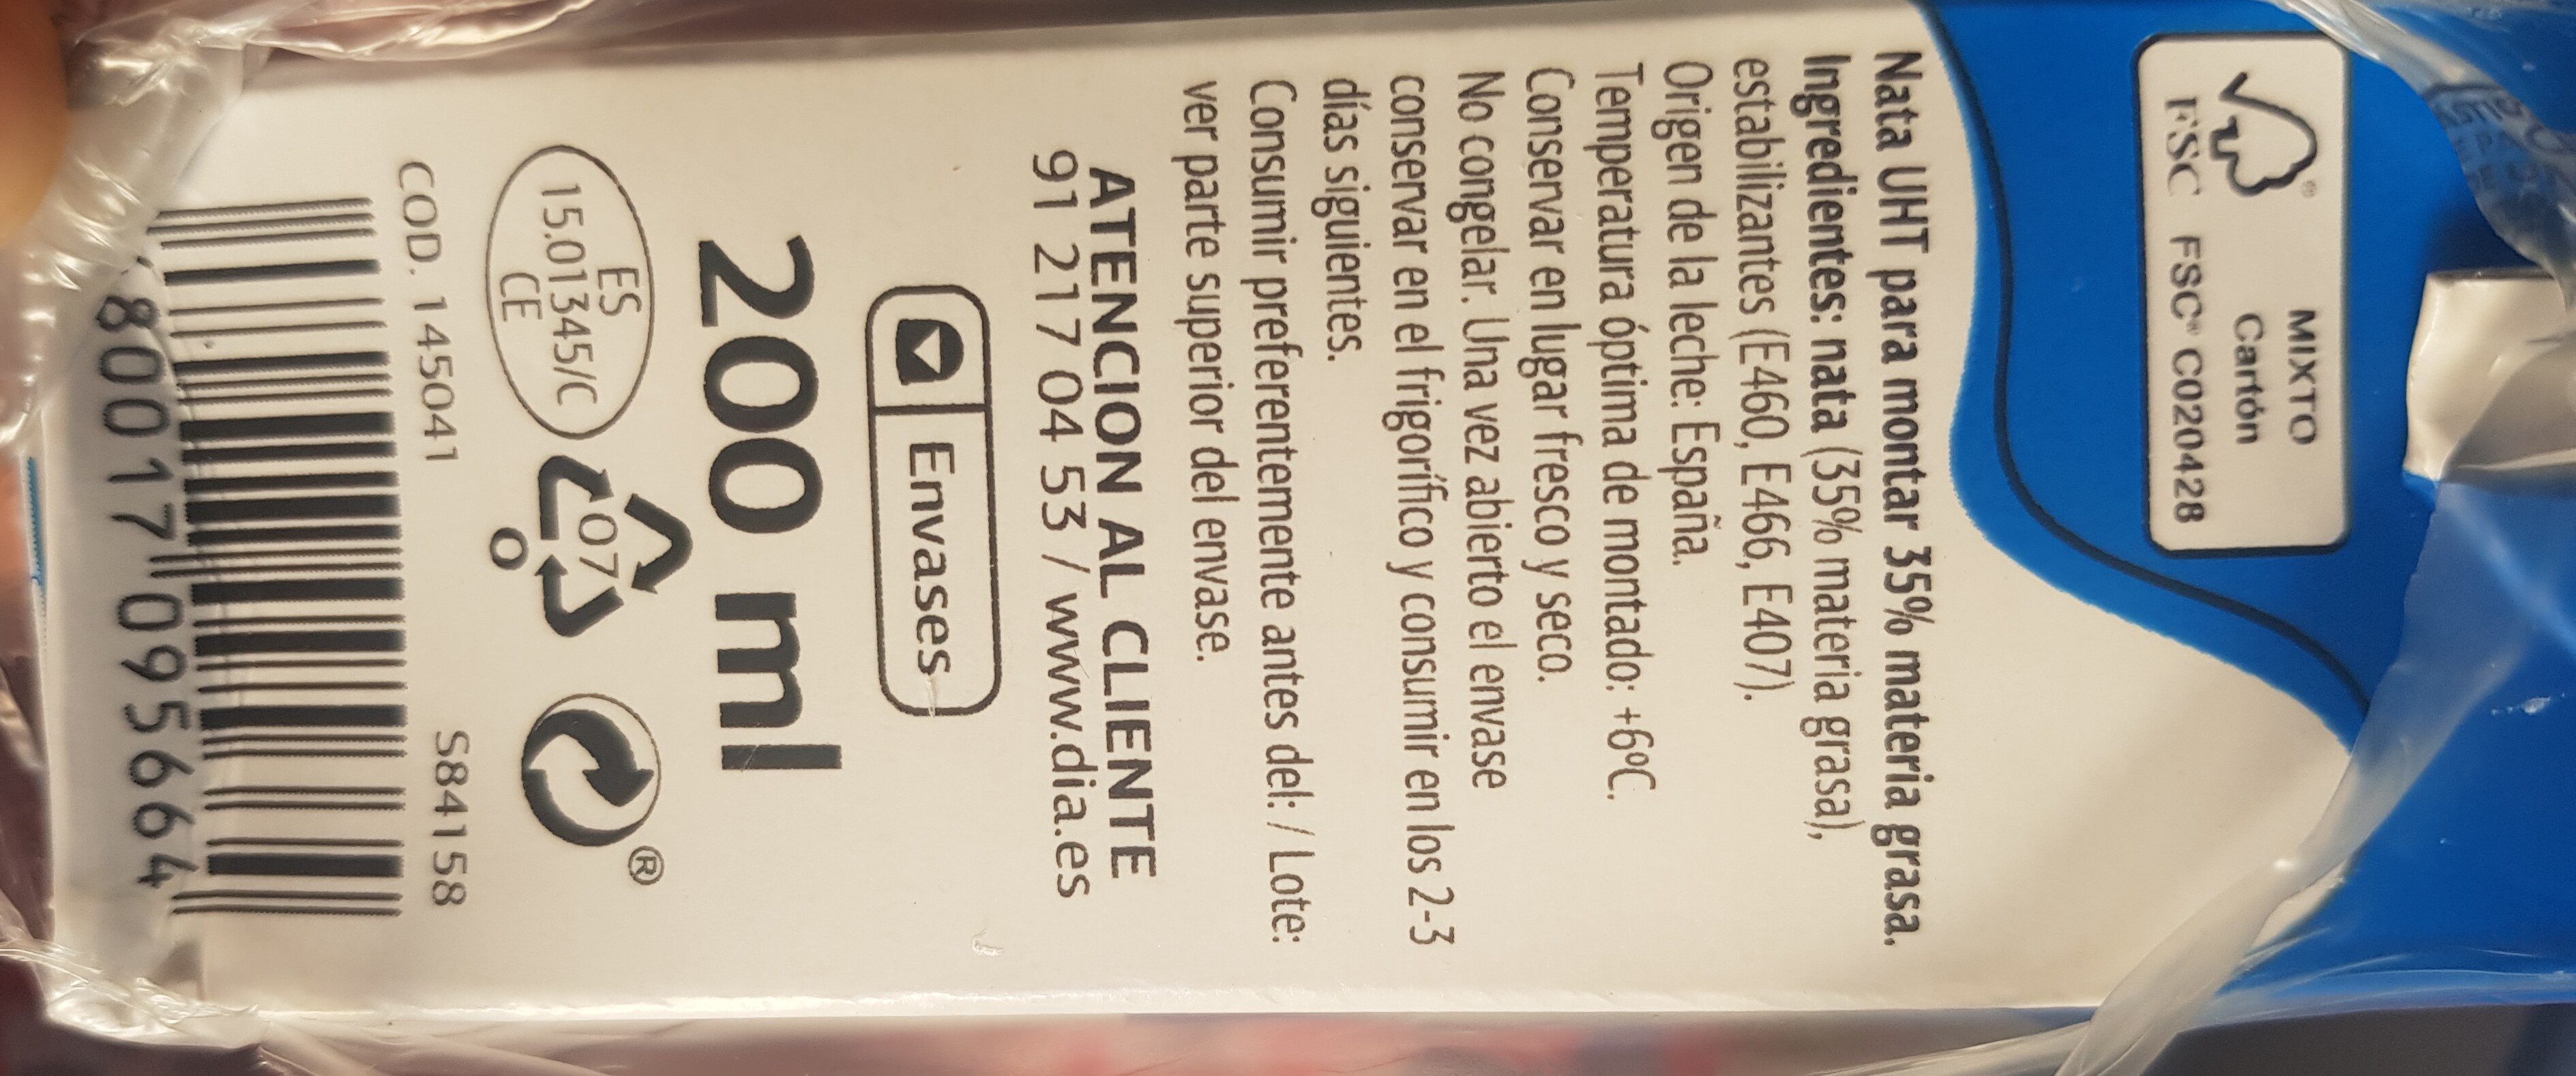 MIXTO
Cartón
FSC FSC® C020428
Nata UHT para montar 35% materia grasa.
Ingredientes: nata (35% materia grasa),
estabilizantes (E460, E466, E407).
Origen de la leche: España.
Temperatura óptima de montado: +6ºC.
Conservar en lugar fresco y seco.
No congelar. Una vez abierto el envase
conservar en el frigorífico y consumir en los 2-3
días siguientes.
Consumir preferentemente antes del: / Lote:
ver parte superior del envase.
ATENCION AL CLIENTE
91 217 04 53 / www.dia.es
Envases
200 ml
ES
15.01345/C
CE
07
®
COD. 145041 S84158
80017 095664